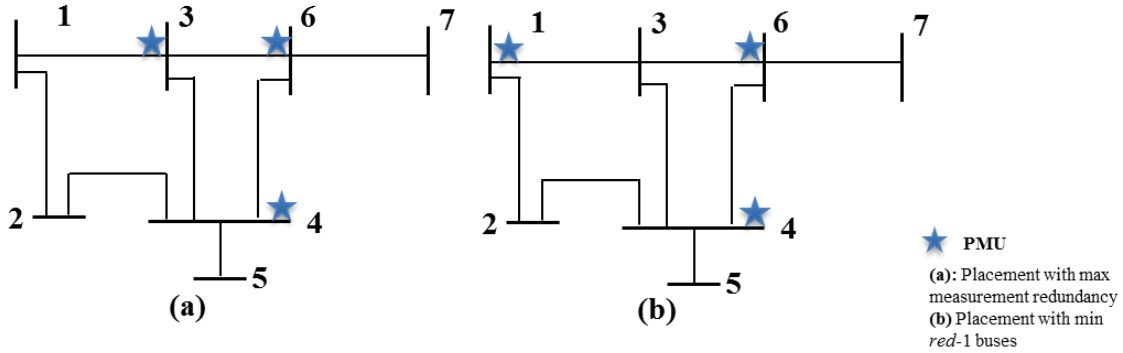 1
3
6
7
2
4
5
(a)
1
3
6
7
2
4
5
(b)
PMU
(a): Placement with max
measurement redundancy
(b) Placement with min
red-1 buses